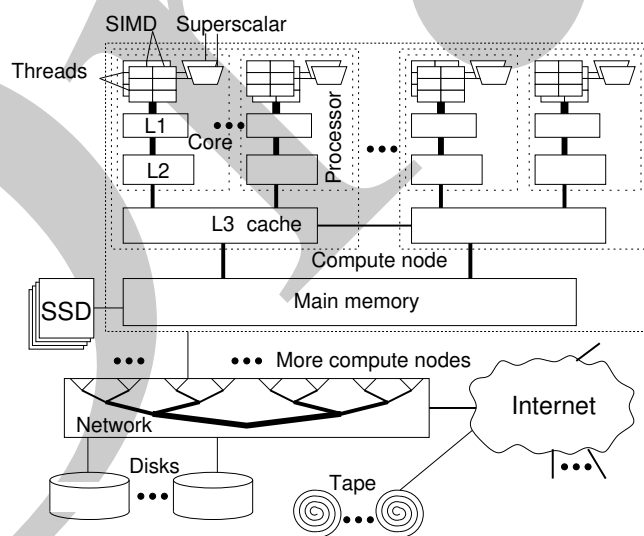 SIMD Superscalar
Threads
L1
Core
Processor
L2
L3 cache
Compute node
Main memory
SSD
More compute nodes
Network
Internet
Disks
Tape